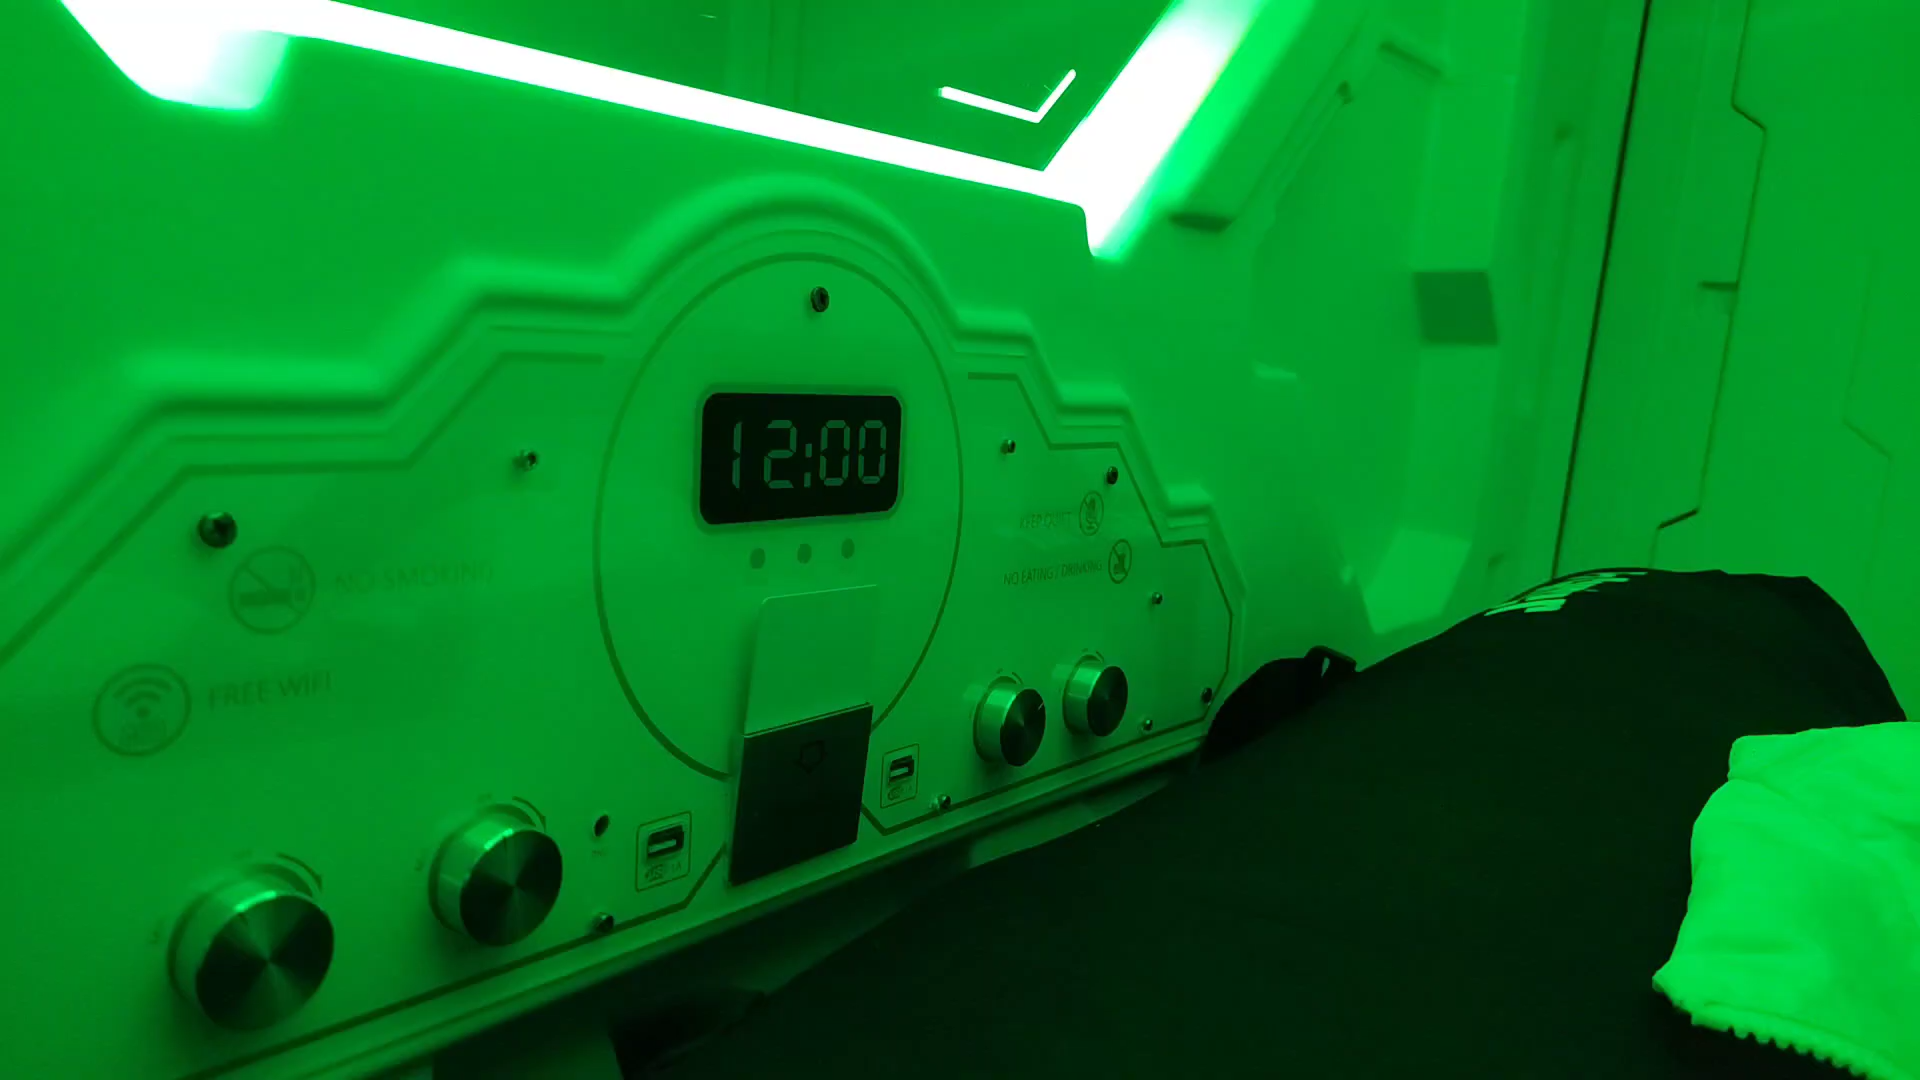 12:00
KEEP QUIET
NO EATING / DRINKING
NO SMOKING
FREE WIFI